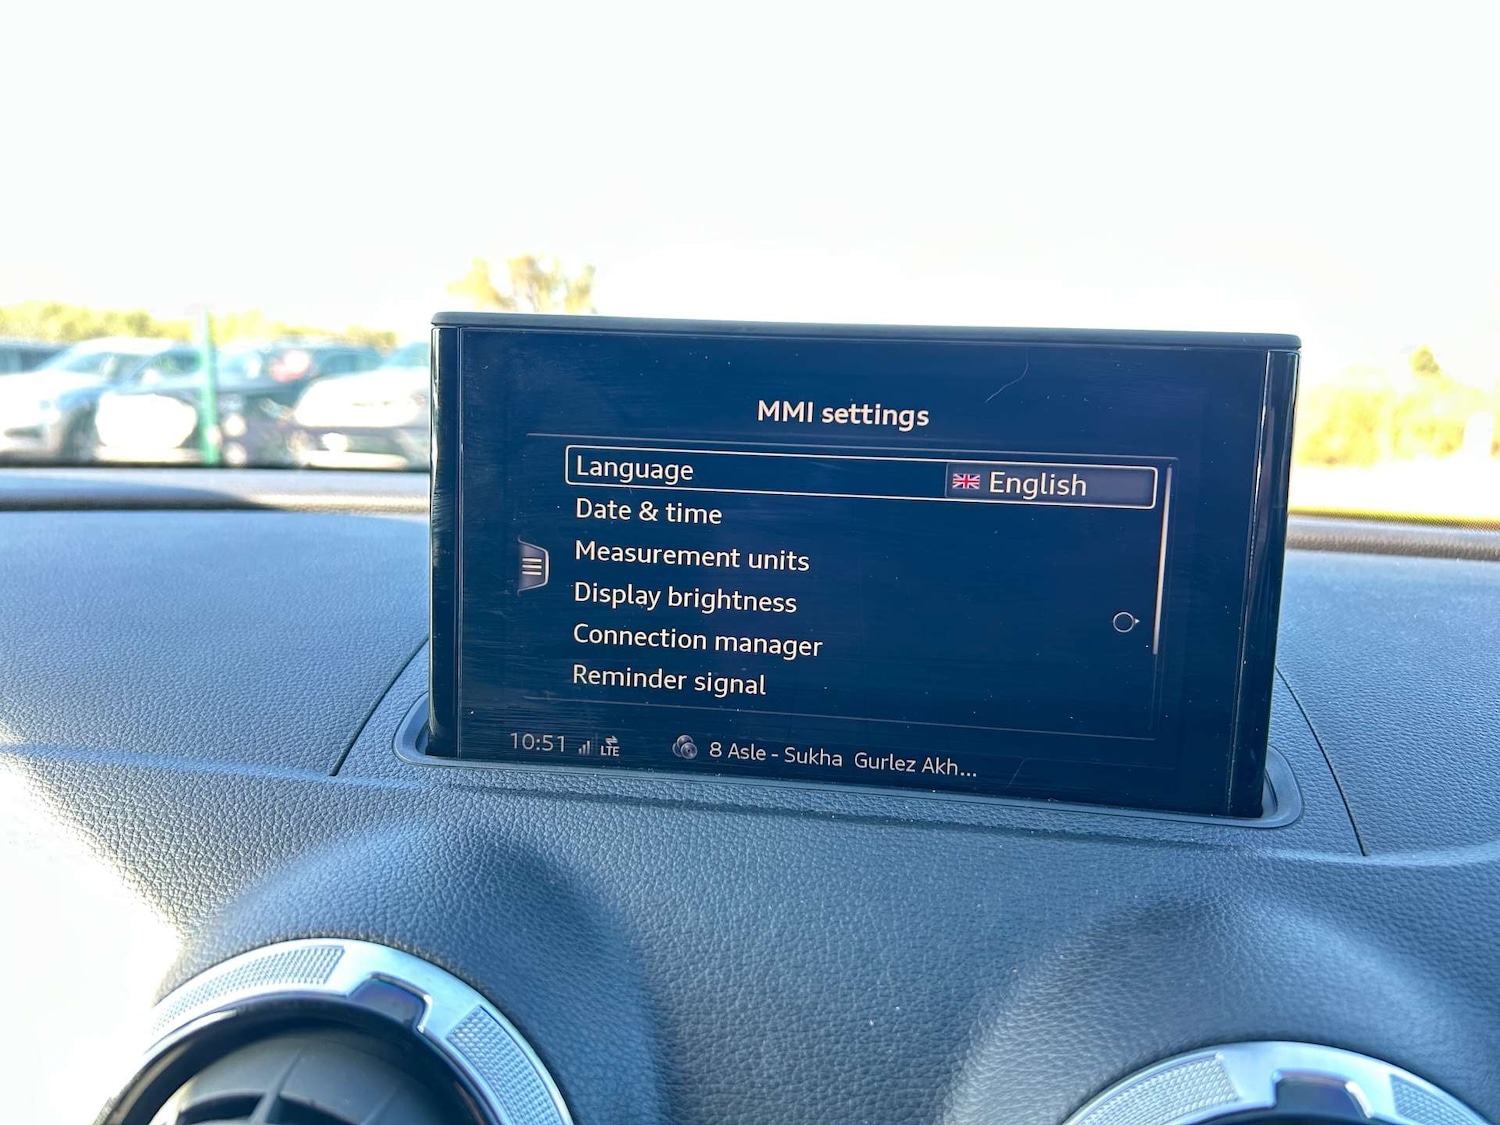 MMI settings
Language English
Date & time
Measurement units
Display brightness
Connection manager
Reminder signal
10:51 LTE 8 Asle - Sukha Gurlez Akh...